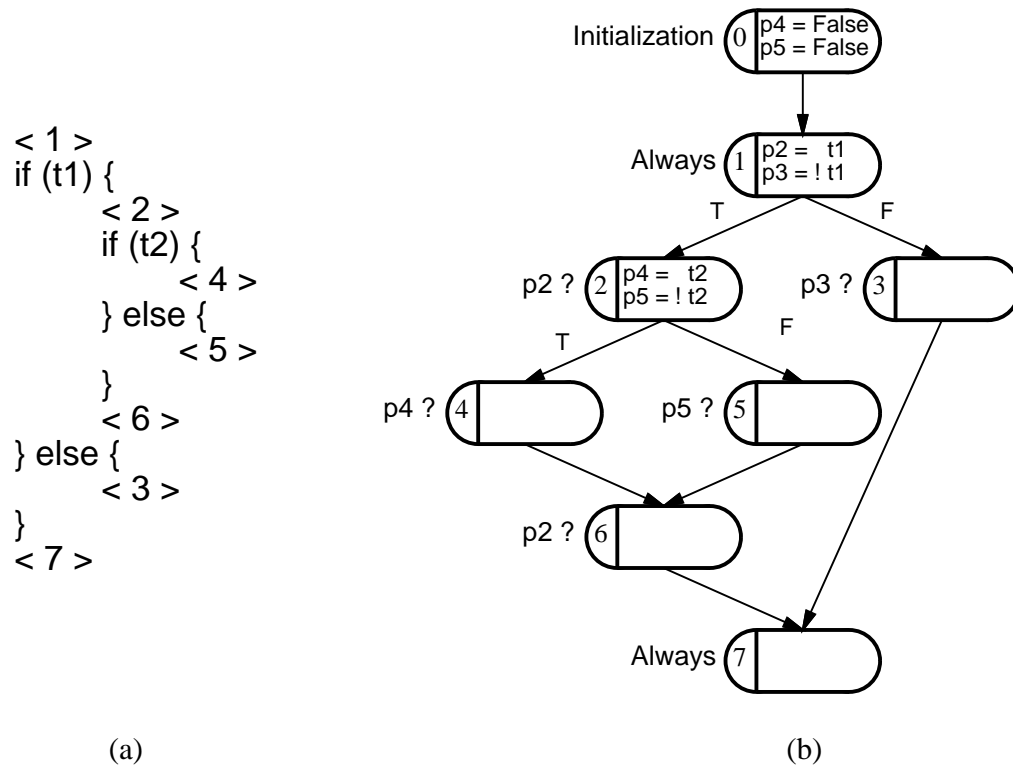 < 1 >
if (t1) {
< 2 >
if (t2) {
< 4 >
} else {
< 5 >
}
< 6 >
} else {
< 3 >
}
< 7 >
(a)
Initialization 0 p4 = False
p5 = False
Always 1 p2 = t1
p3 = ! t1
T F
p2 ? 2 p4 = t2
p5 = ! t2
p3 ? 3
T F
p4 ? 4 p5 ? 5
p2 ? 6
Always 7
(b)